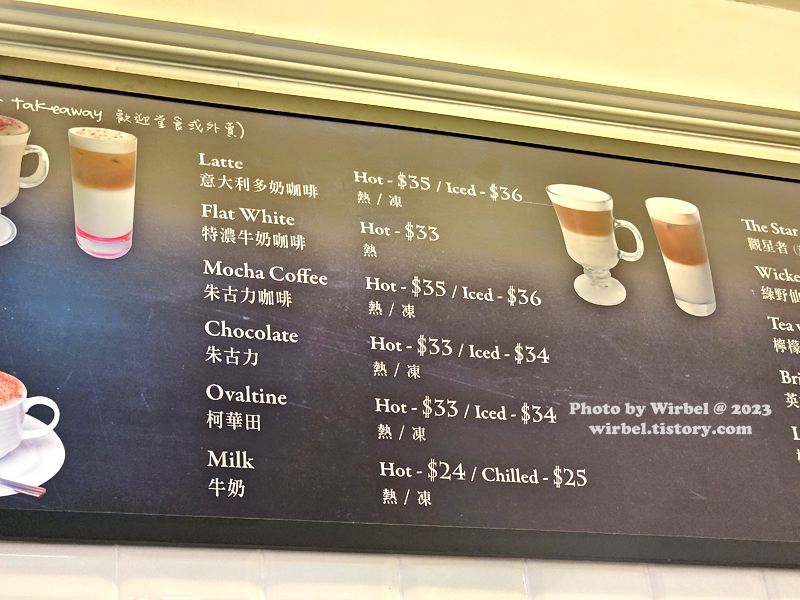 takeaway 歡迎堂食或外賣)
Latte
意大利多奶咖啡
Hot - $35 / Iced - $36
熱 / 凍
Flat White
特濃牛奶咖啡
Hot - $33
熱
Mocha Coffee
朱古力咖啡
Hot - $35 / Iced - $36
熱 / 凍
Chocolate
朱古力
Hot - $33 / Iced - $34
熱 / 凍
Ovaltine
柯華田
Hot - $33 / Iced - $34
熱 / 凍
Milk
牛奶
Hot - $24 / Chilled - $25
熱 / 凍
The Star
觀星者
Wicke
綠野仙
Tea
檸檬
Bri
英
Photo by Wirbel @ 2023
wirbel.tistory.com